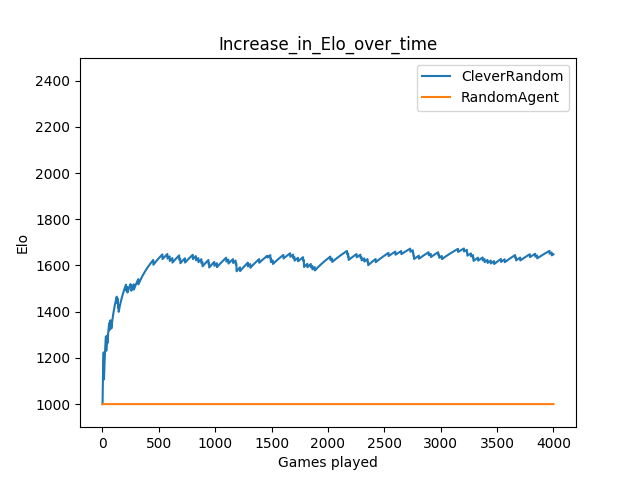 Increase_in_Elo_over_time
CleverRandom
RandomAgent
2400
2200
2000
1800
1600
1400
1200
1000
Elo
0 500 1000 1500 2000 2500 3000 3500 4000
Games played